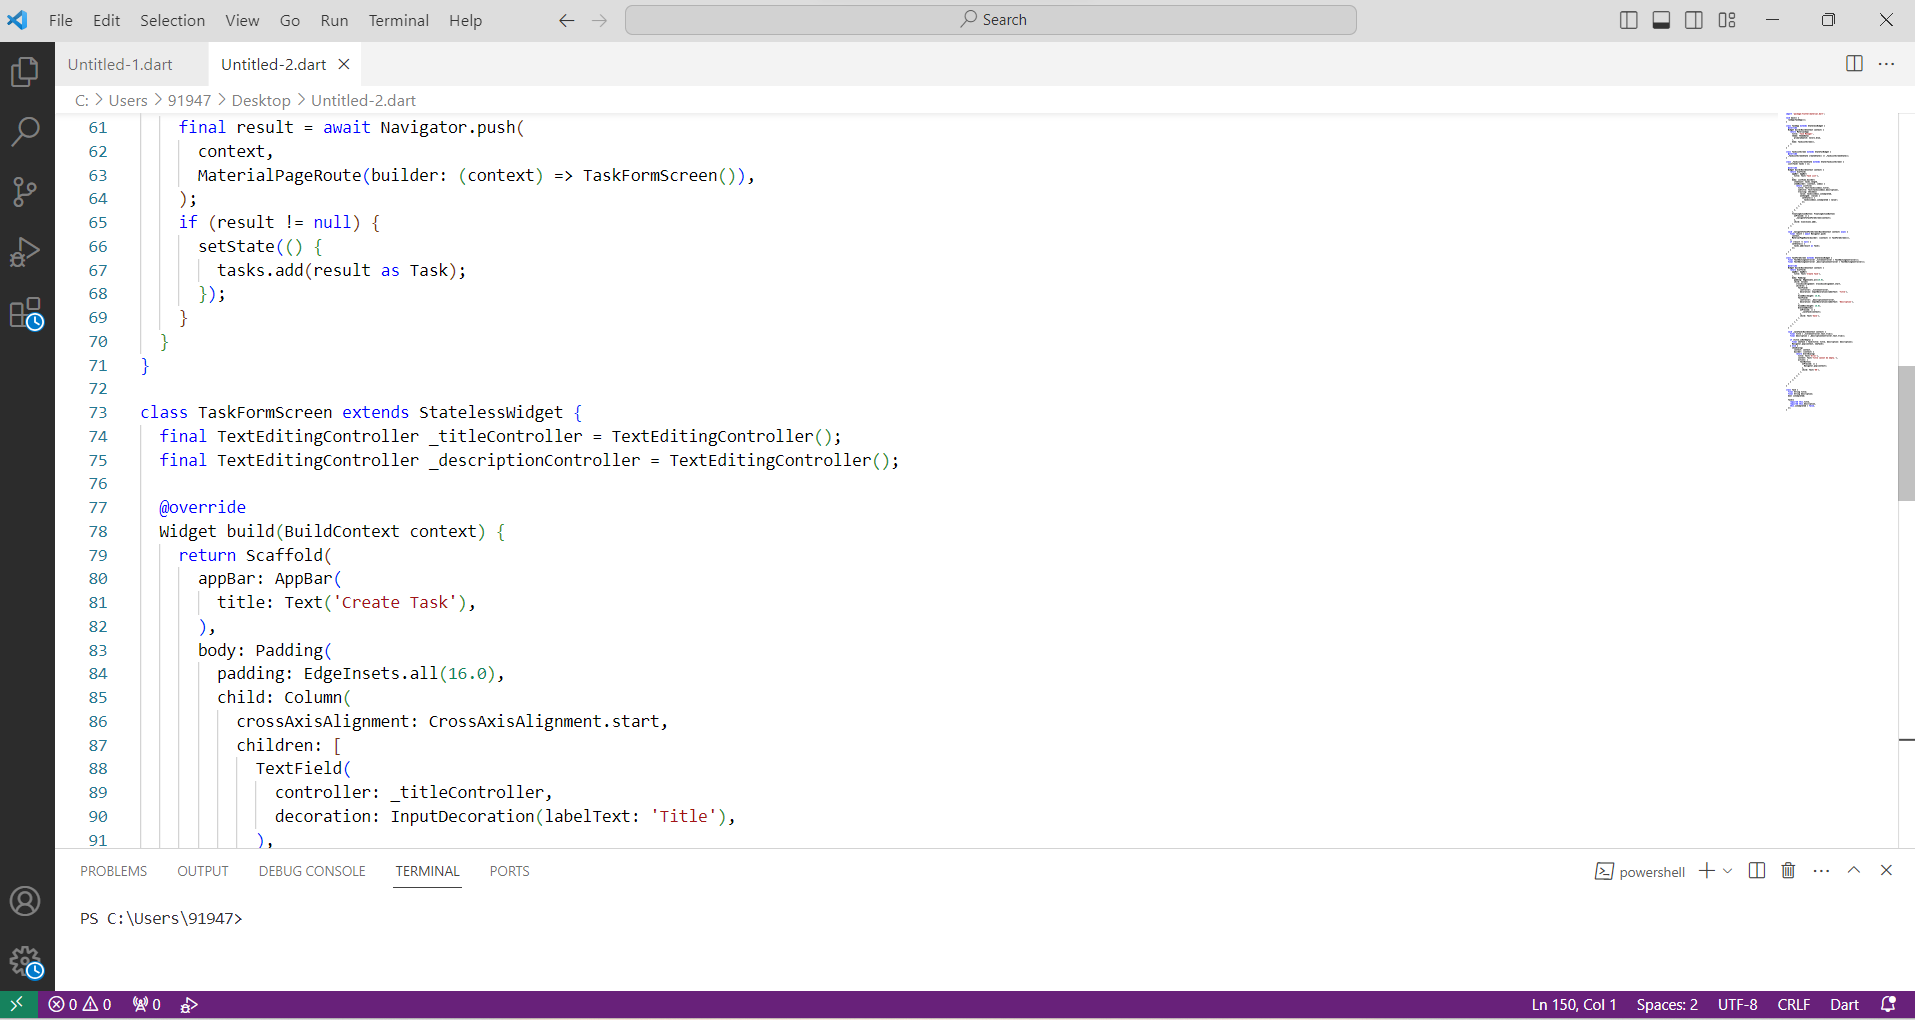 File Edit Selection View Go Run Terminal Help Search
Untitled-1.dart Untitled-2.dart
C: > Users > 91947 > Desktop > Untitled-2.dart
61 final result = await Navigator.push(
62 context,
63 MaterialPageRoute(builder: (context) => TaskFormScreen()),
64 );
65 if (result != null) {
66 setState(() {
67 tasks.add(result as Task);
68 });
69 }
70 }
71 }
72
73 class TaskFormScreen extends StatelessWidget {
74 final TextEditingController _titleController = TextEditingController();
75 final TextEditingController _descriptionController = TextEditingController();
76
77 @override
78 Widget build(BuildContext context) {
79 return Scaffold(
80 appBar: AppBar(
81 title: Text('Create Task'),
82 ),
83 body: Padding(
84 padding: EdgeInsets.all(16.0),
85 child: Column(
86 crossAxisAlignment: CrossAxisAlignment.start,
87 children: [
88 TextField(
89 controller: _titleController,
90 decoration: InputDecoration(labelText: 'Title'),
91 ),
PROBLEMS OUTPUT DEBUG CONSOLE TERMINAL PORTS powershell
PS C:\Users\91947>
0 0 0 Ln 150, Col 1 Spaces: 2 UTF-8 CRLF Dart